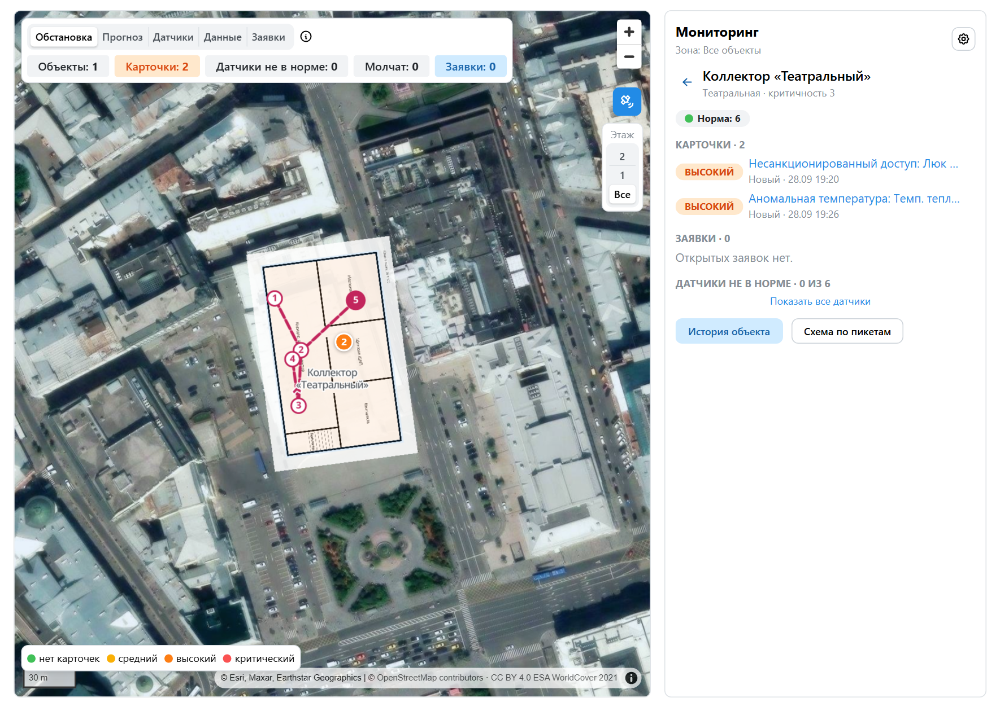 Обстановка Прогноз Датчики Данные Заявки
Объекты: 1 Карточки: 2 Датчики не в норме: 0 Молчат: 0 Заявки: 0
+
−
Этаж
2
1
Все
1
5
2
2
4
Коллектор
«Театральный»
3
нет карточек средний высокий критический
30 m
© Esri, Maxar, Earthstar Geographics | © OpenStreetMap contributors · CC BY 4.0 ESA WorldCover 2021
Мониторинг
Зона: Все объекты
Коллектор «Театральный»
Театральная · критичность 3
Норма: 6
КАРТОЧКИ · 2
ВЫСОКИЙ
Несанкционированный доступ: Люк ...
Новый · 28.09 19:20
ВЫСОКИЙ
Аномальная температура: Темп. тепл...
Новый · 28.09 19:26
ЗАЯВКИ · 0
Открытых заявок нет.
ДАТЧИКИ НЕ В НОРМЕ · 0 ИЗ 6
Показать все датчики
История объекта Схема по пикетам